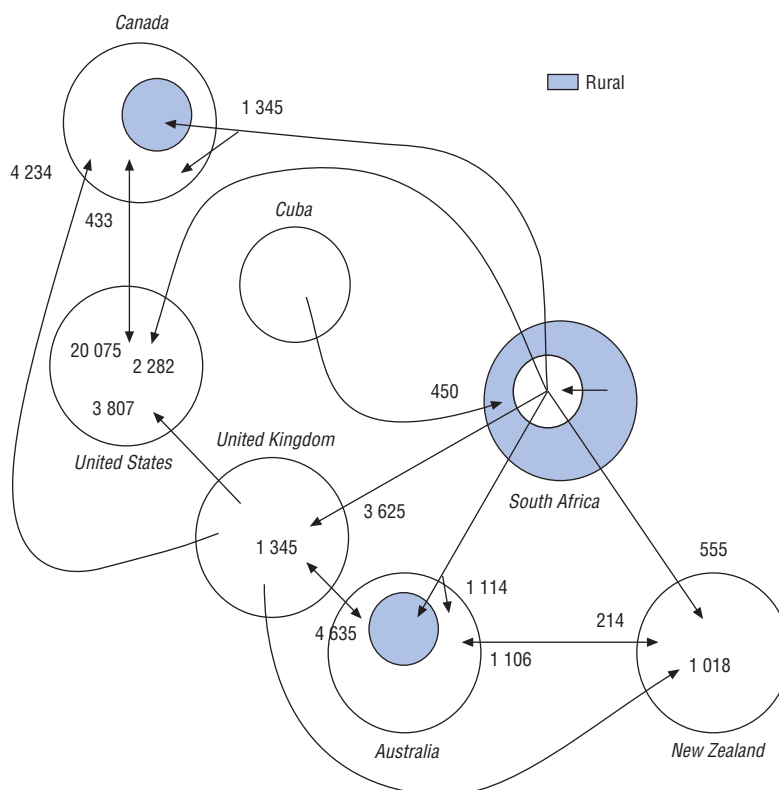 Canada
Rural
1 345
4 234
Cuba
433
20 075
2 282
3 807
450
United Kingdom
United States
South Africa
3 625
1 345
555
1 114
4 635
214
1 106
1 018
Australia
New Zealand